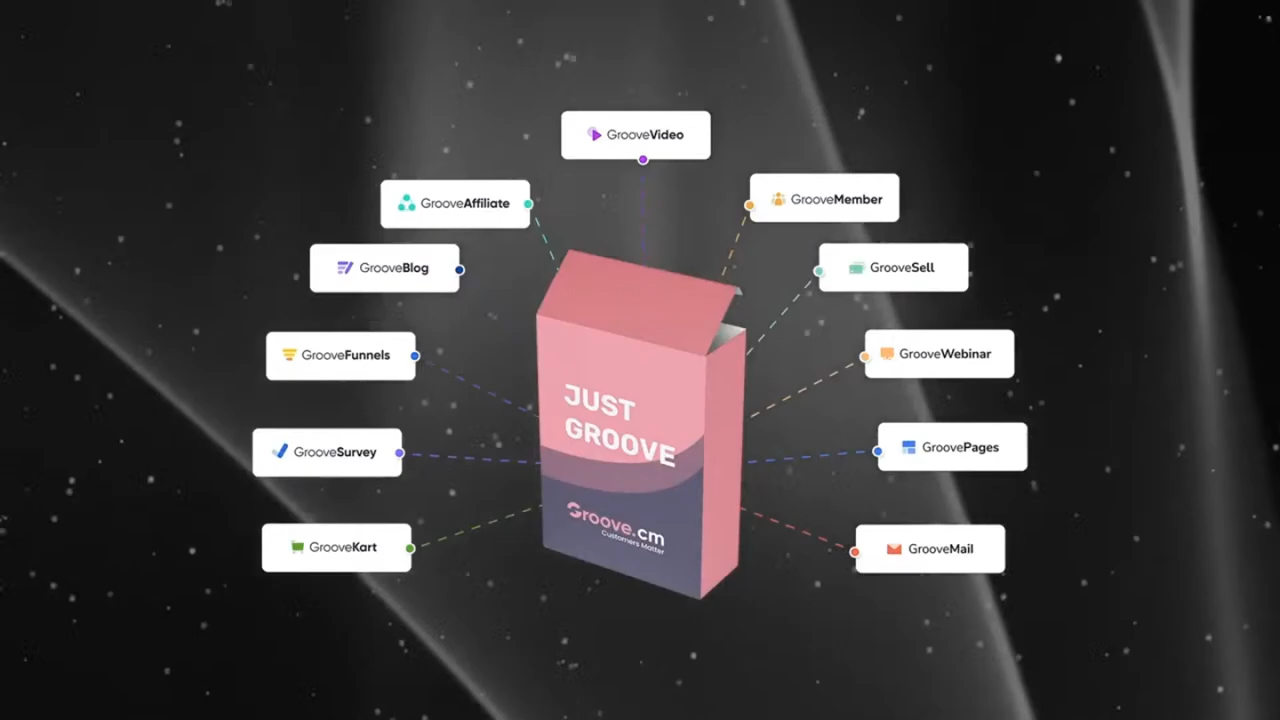 GrooveVideo
GrooveAffiliate
GrooveMember
GrooveBlog
GrooveSell
GrooveFunnels
GrooveWebinar
JUST
GROOVE
GrooveSurvey
GroovePages
Groove.cm
Customers Matter
GrooveKart
GrooveMail